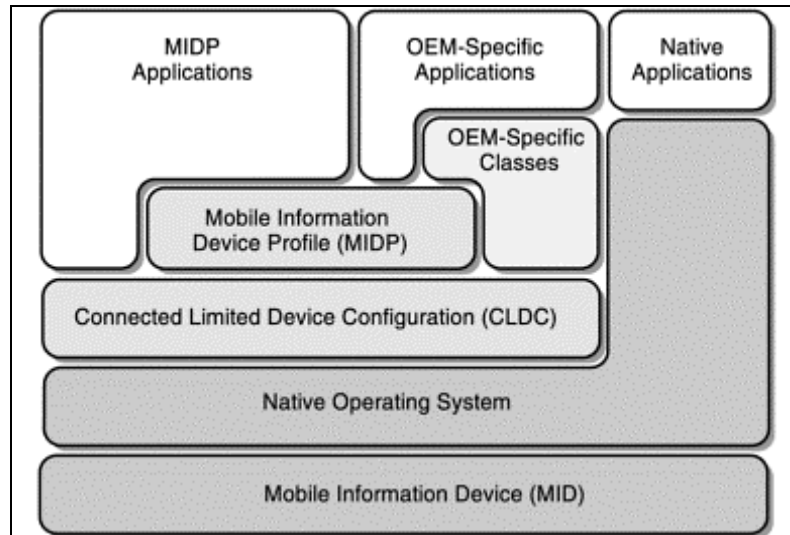 MIDP
Applications
OEM-Specific
Applications
Native
Applications
OEM-Specific
Classes
Mobile Information
Device Profile (MIDP)
Connected Limited Device Configuration (CLDC)
Native Operating System
Mobile Information Device (MID)